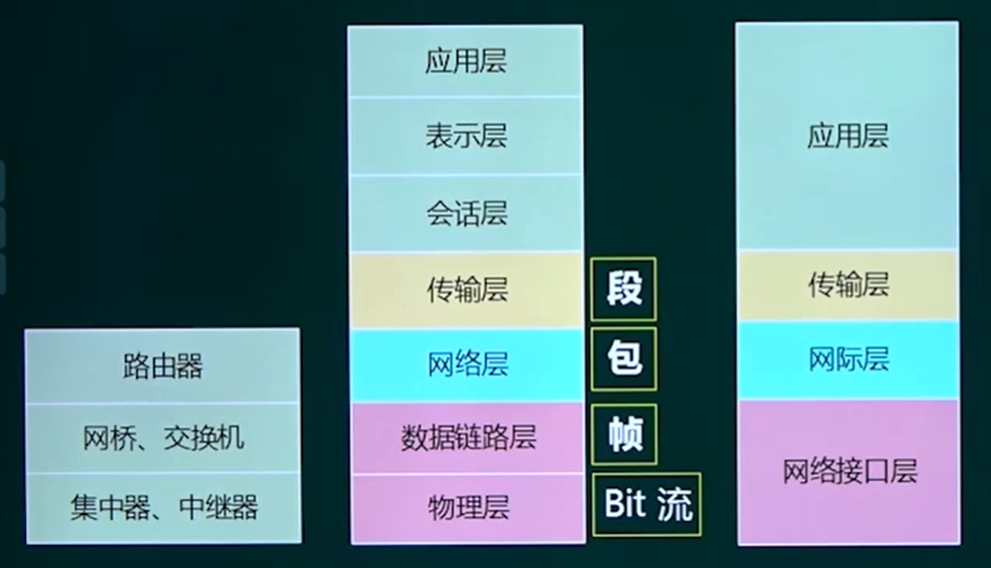 路由器
网桥、交换机
集中器、中继器
应用层
表示层
会话层
传输层
网络层
数据链路层
物理层
段
包
帧
Bit 流
应用层
传输层
网际层
网络接口层